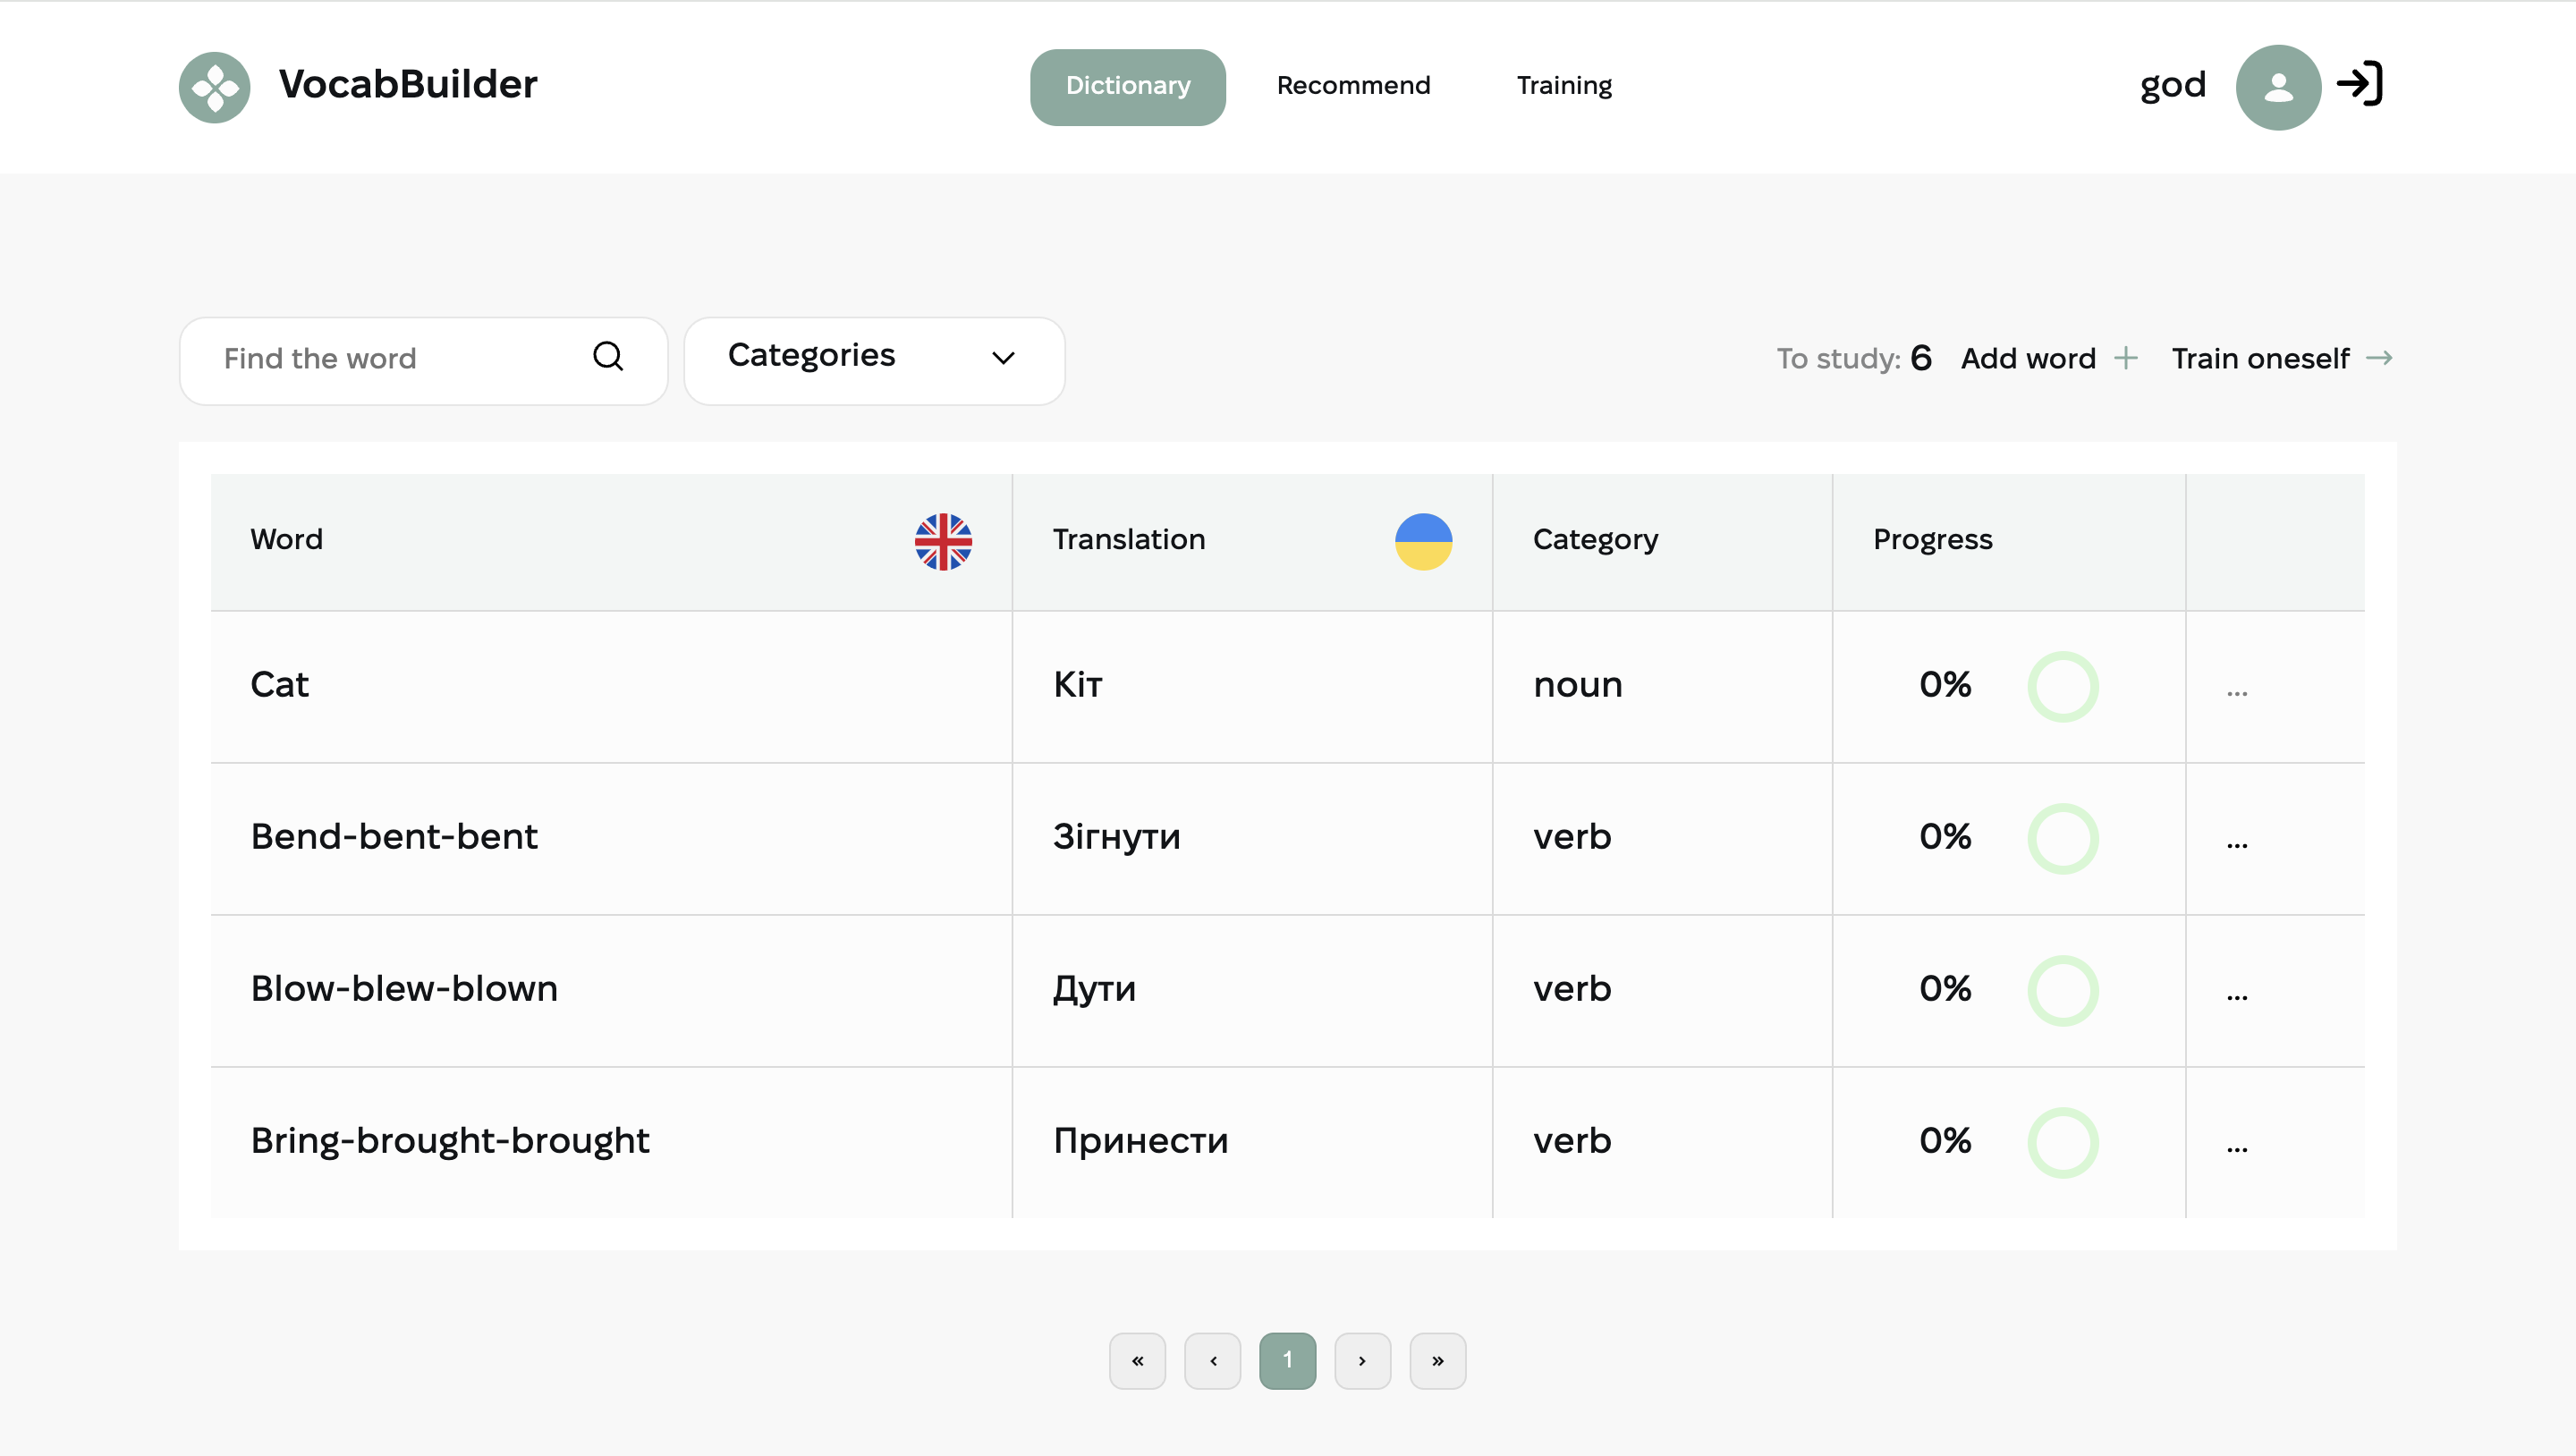 VocabBuilder Dictionary Recommend Training god
Find the word Categories To study: 6 Add word + Train oneself →
Word Translation Category Progress
Cat Кіт noun 0% ...
Bend-bent-bent Зігнути verb 0% ...
Blow-blew-blown Дути verb 0% ...
Bring-brought-brought Принести verb 0% ...
« ‹ 1 › »